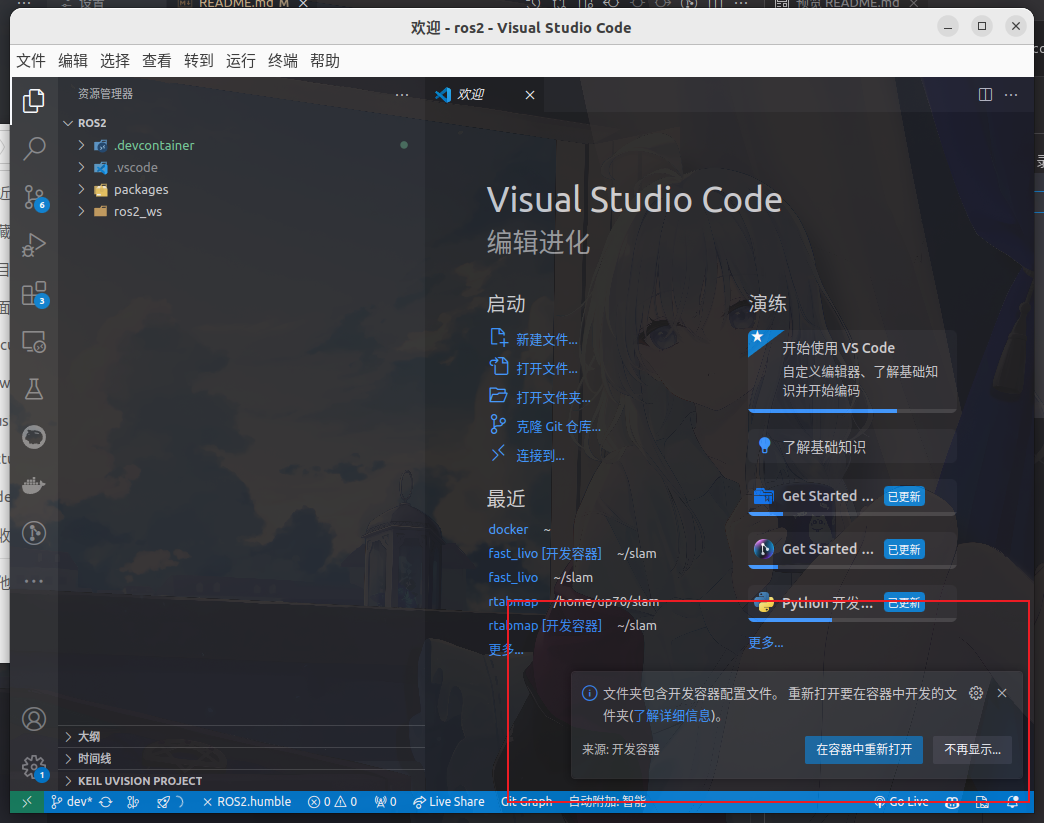 设置
README.md M
预览 README.md
欢迎 - ros2 - Visual Studio Code
文件 编辑 选择 查看 转到 运行 终端 帮助
资源管理器
欢迎
ROS2
.devcontainer
.vscode
packages
ros2_ws
6
3
Visual Studio Code
编辑进化
启动
新建文件...
打开文件...
打开文件夹...
克隆 Git 仓库...
连接到...
最近
docker ~
fast_livo [开发容器] ~/slam
fast_livo ~/slam
rtabmap /home/up70/slam
rtabmap [开发容器] ~/slam
更多...
演练
开始使用 VS Code
自定义编辑器、了解基础知
识并开始编码
了解基础知识
Get Started ... 已更新
Get Started ... 已更新
Python 开发... 已更新
更多...
文件夹包含开发容器配置文件。 重新打开要在容器中开发的文
件夹(了解详细信息)。
来源: 开发容器
在容器中重新打开 不再显示...
大纲
时间线
KEIL UVISION PROJECT
1
dev* ROS2.humble 0 0 0 Live Share Git Graph 自动附加: 智能 Go Live